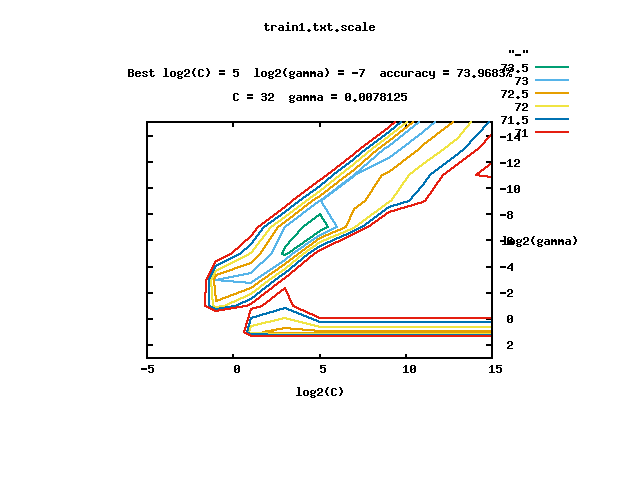 train1.txt.scale
"-"
Best log2(C) = 5 log2(gamma) = -7 accuracy = 73.9683%
73.5
73
C = 32 gamma = 0.0078125
72.5
72
71.5
71
-14
-12
-10
-8
-6
log2(gamma)
-4
-2
0
2
-5 0 5 10 15
log2(C)